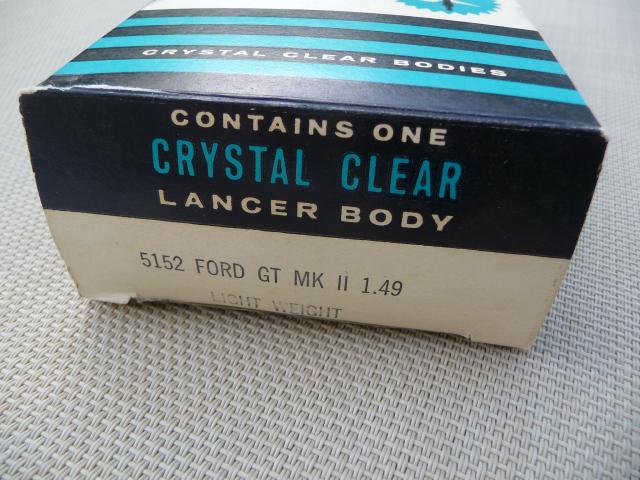 CRYSTAL CLEAR BODIES
CONTAINS ONE
CRYSTAL CLEAR
LANCER BODY
5152 FORD GT MK II 1.49
LIGHT WEIGHT